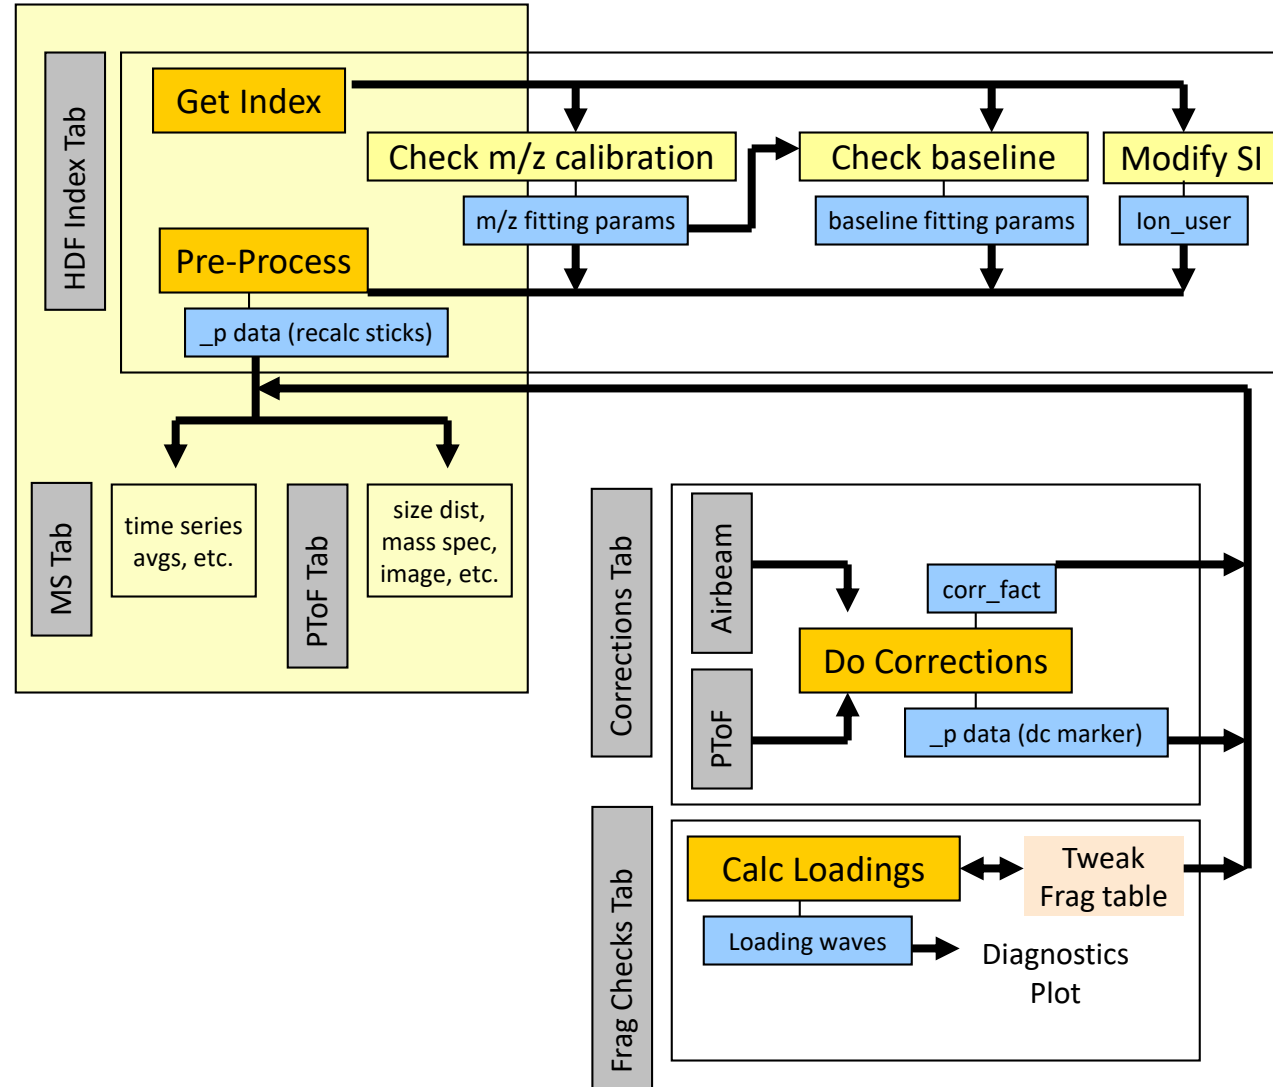 HDF Index Tab
Get Index
Check m/z calibration
Check baseline
Modify SI
m/z fitting params
baseline fitting params
Ion_user
Pre-Process
_p data (recalc sticks)
MS Tab
time series
avgs, etc.
PToF Tab
size dist,
mass spec,
image, etc.
Corrections Tab
Airbeam
corr_fact
Do Corrections
PToF
_p data (dc marker)
Frag Checks Tab
Calc Loadings
Tweak
Frag table
Loading waves
Diagnostics
Plot